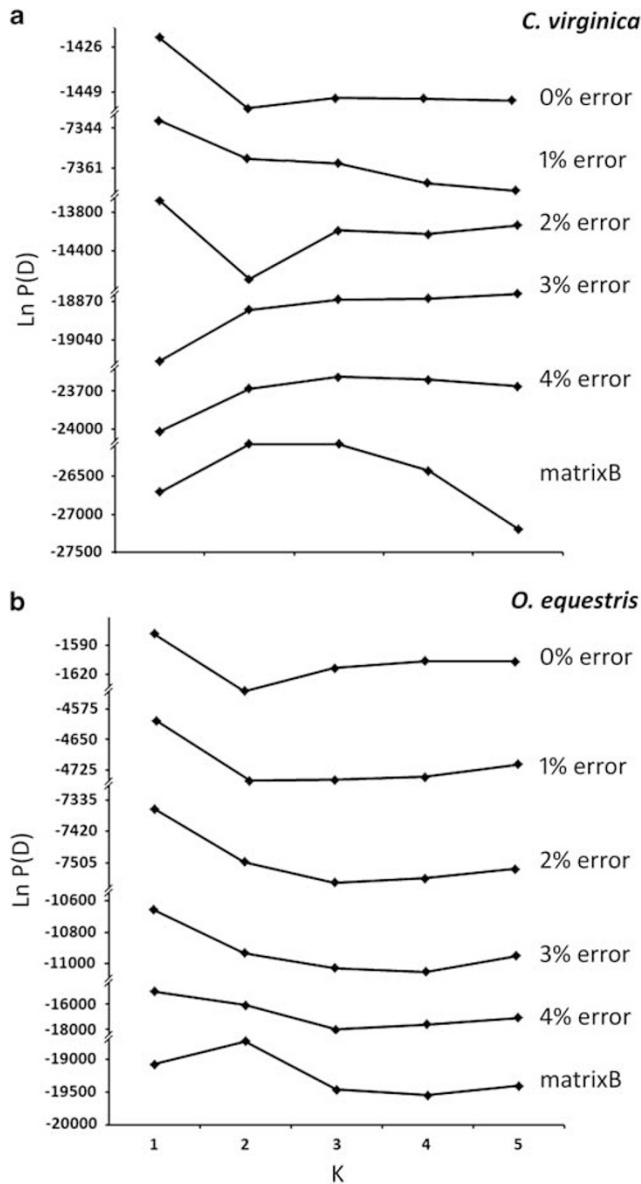 a
C. virginica
-1426
-1449
0% error
-7344
-7361
1% error
-13800
-14400
2% error
-18870
-19040
3% error
-23700
-24000
4% error
-26500
-27000
-27500
matrixB
Ln P(D)
b
O. equestris
-1590
-1620
0% error
-4575
-4650
-4725
1% error
-7335
-7420
-7505
2% error
-10600
-10800
-11000
3% error
-16000
-18000
4% error
-19000
-19500
-20000
matrixB
Ln P(D)
1 2 3 4 5
K